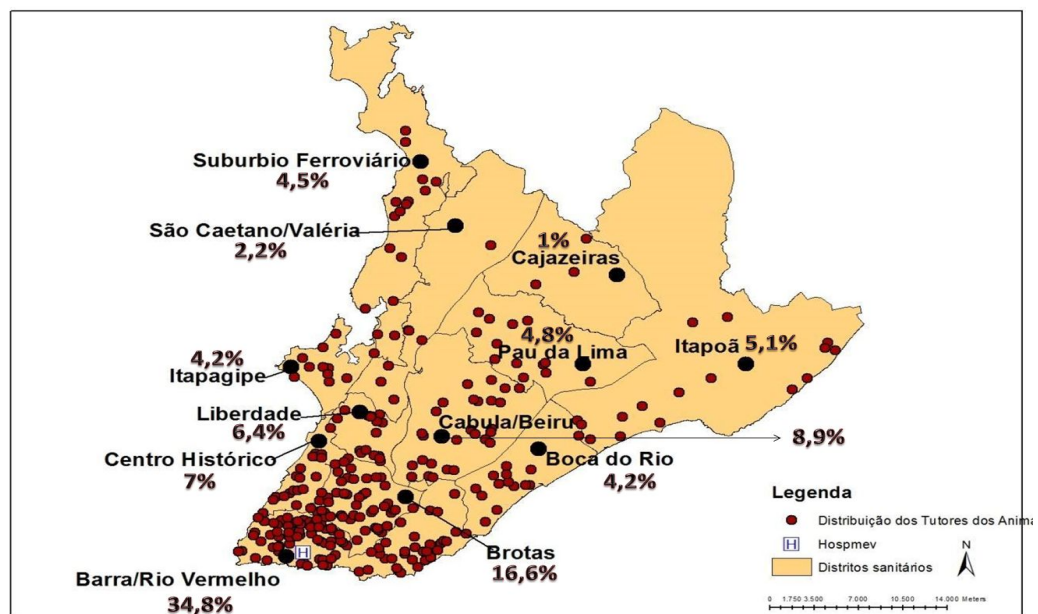 Suburbio Ferroviário
4,5%
São Caetano/Valéria
2,2%
1%
Cajazeiras
4,8%
Pau da Lima
Itapoã 5,1%
4,2%
Itapagipe
Liberdade
6,4%
Cabula/Beiru
8,9%
Centro Histórico
7%
Boca do Rio
4,2%
Brotas
16,6%
Barra/Rio Vermelho
34,8%
H
Legenda
Distribuição dos Tutores dos Anima
H Hospmev
Distritos sanitários
N
0 1.750 3.500 7.000 10.500 14.000 Meters